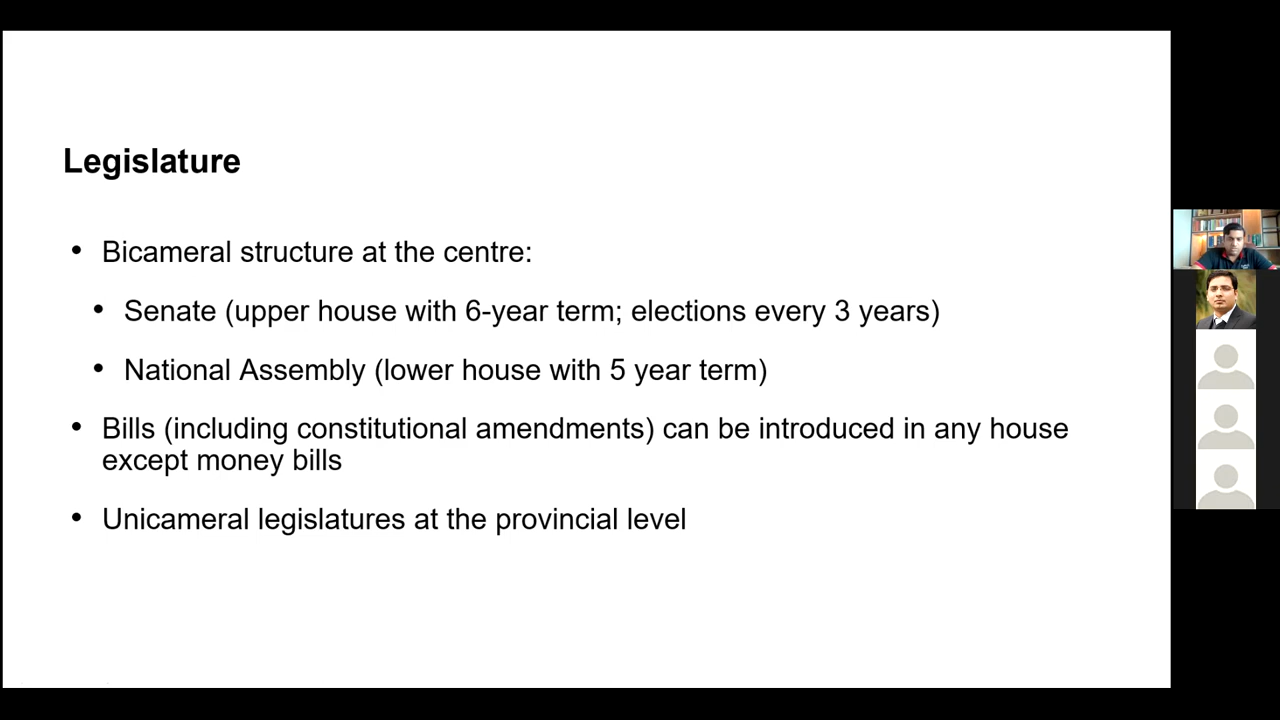 Legislature
• Bicameral structure at the centre:
• Senate (upper house with 6-year term; elections every 3 years)
• National Assembly (lower house with 5 year term)
• Bills (including constitutional amendments) can be introduced in any house
except money bills
• Unicameral legislatures at the provincial level